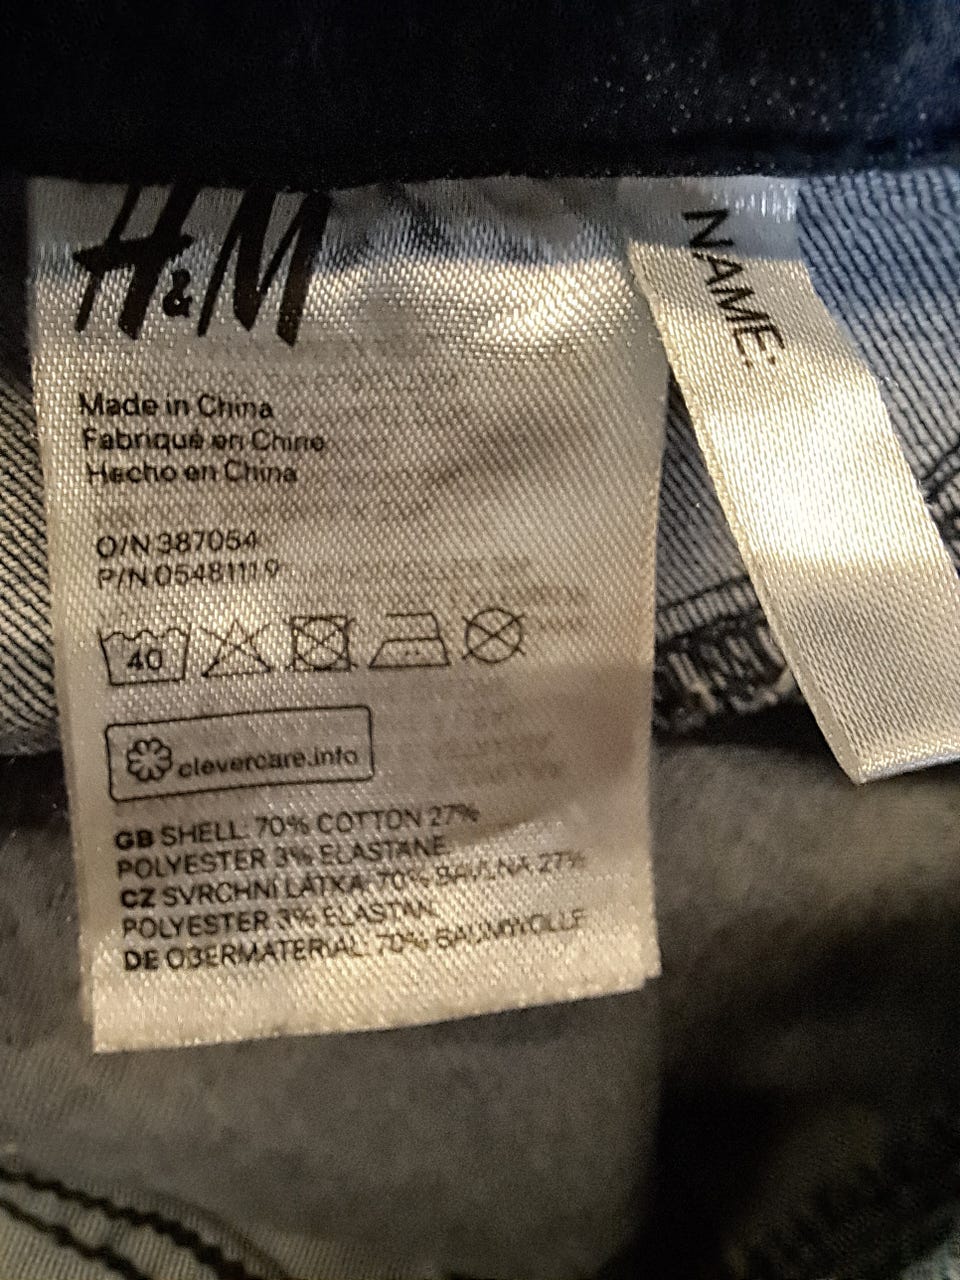 H&M
Made in China
Fabriqué en Chine
Hecho en China
O/N 387054
P/N 05481119
40
clevercare.info
GB SHELL: 70% COTTON 27%
POLYESTER 3% ELASTANE
CZ SVRCHNÍ LÁTKA: 70% BAVLNA 27%
POLYESTER 3% ELASTAN
DE OBERMATERIAL: 70% BAUMWOLLE
NAME: